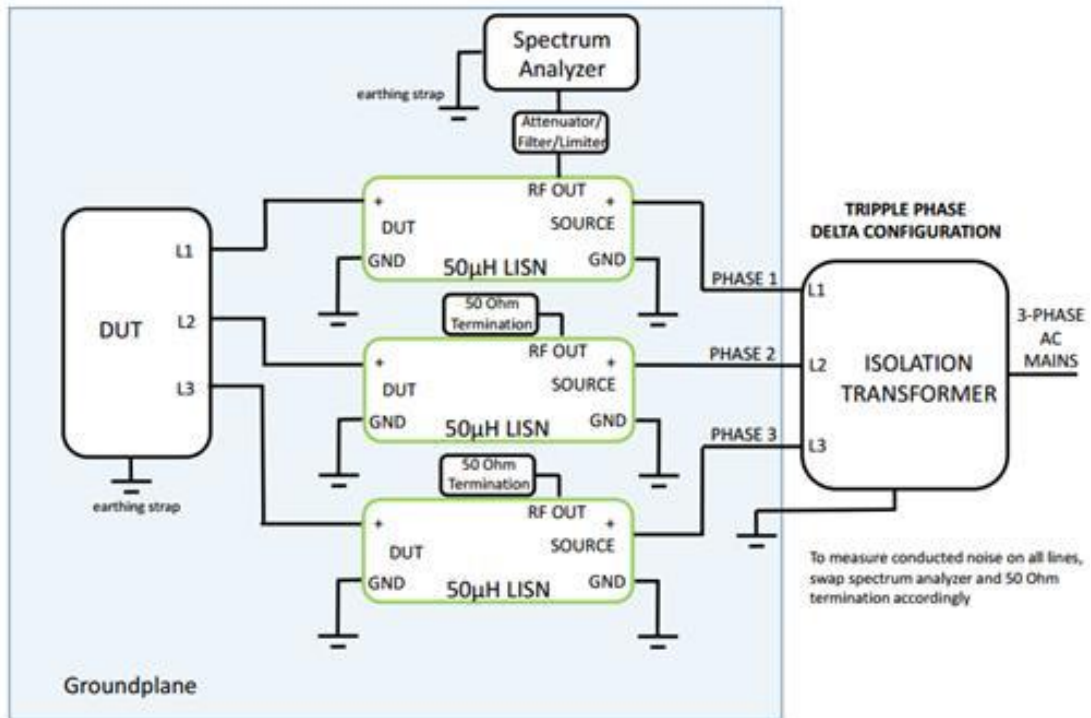 Spectrum
Analyzer
earthing strap
Attenuator/
Filter/Limiter
RF OUT
+
+
DUT
SOURCE
GND
GND
50μH LISN
L1
L2
L3
DUT
earthing strap
50 Ohm
Termination
RF OUT
+
+
DUT
SOURCE
GND
GND
50μH LISN
50 Ohm
Termination
RF OUT
+
+
DUT
SOURCE
GND
GND
50μH LISN
PHASE 1
PHASE 2
PHASE 3
TRIPPLE PHASE
DELTA CONFIGURATION
L1
L2
L3
ISOLATION
TRANSFORMER
3-PHASE
AC
MAINS
To measure conducted noise on all lines,
swap spectrum analyzer and 50 Ohm
termination accordingly
Groundplane